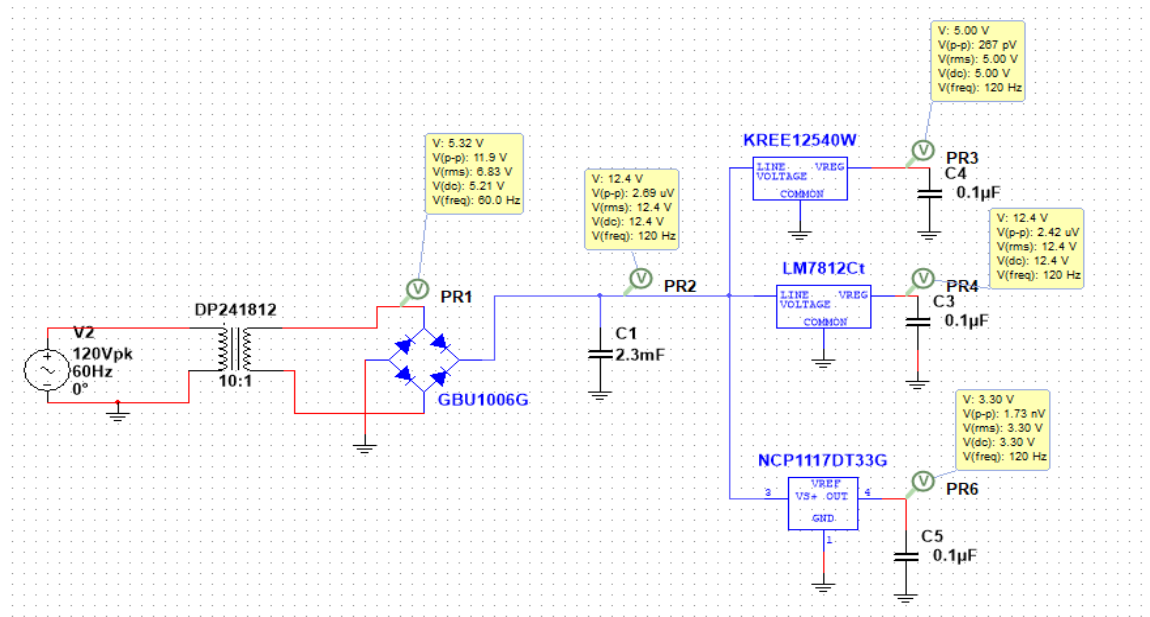 V: 5.00 V
V(p-p): 267 pV
V(rms): 5.00 V
V(dc): 5.00 V
V(freq): 120 Hz
KREE12540W
LINE VREG
VOLTAGE
COMMON
PR3
C4
0.1µF
V: 5.32 V
V(p-p): 11.9 V
V(rms): 6.83 V
V(dc): 5.21 V
V(freq): 60.0 Hz
PR1
V: 12.4 V
V(p-p): 2.69 uV
V(rms): 12.4 V
V(dc): 12.4 V
V(freq): 120 Hz
PR2
V: 12.4 V
V(p-p): 2.42 uV
V(rms): 12.4 V
V(dc): 12.4 V
V(freq): 120 Hz
LM7812Ct
LINE VREG
VOLTAGE
COMMON
PR4
C3
0.1µF
DP241812
10:1
V2
120Vpk
60Hz
0°
GBU1006G
C1
2.3mF
V: 3.30 V
V(p-p): 1.73 nV
V(rms): 3.30 V
V(dc): 3.30 V
V(freq): 120 Hz
NCP1117DT33G
VREF
3 VS+ OUT 4
GND
1
PR6
C5
0.1µF